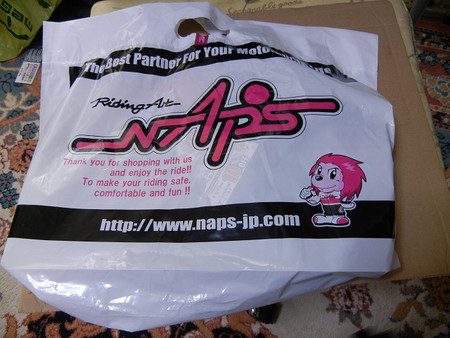 The Best Partner For Your Moto
Riding Art
NAPS
Thank you for shopping with us
and enjoy the ride!!
To make your riding safe,
comfortable and fun !!
http://www.naps-jp.com